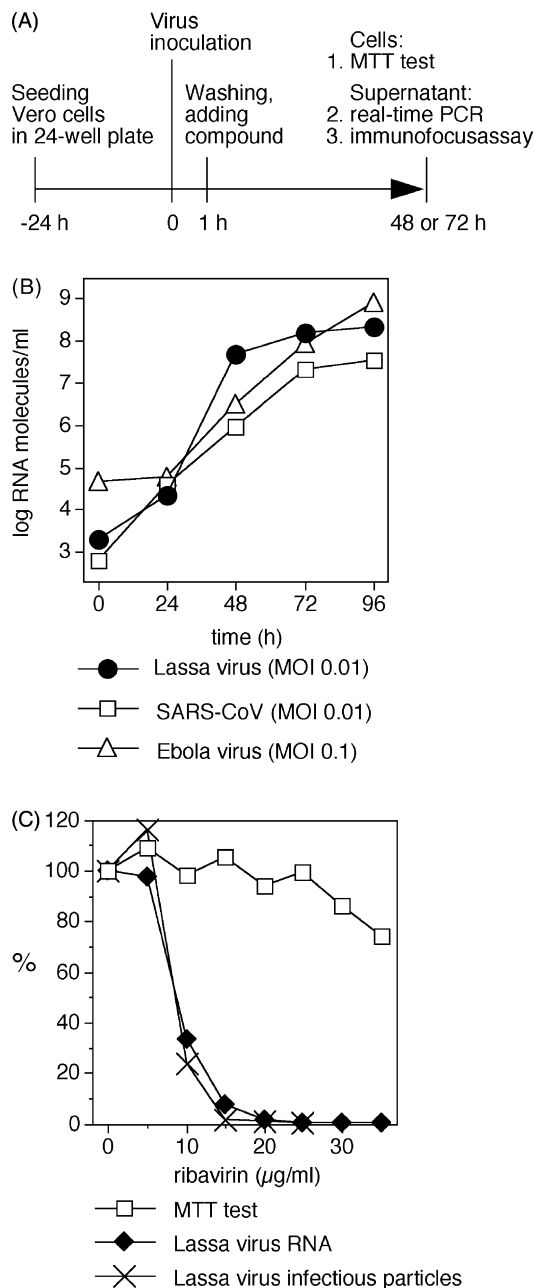 (A)
Virus
inoculation
Cells:
1. MTT test
Seeding
Vero cells
in 24-well plate
Washing,
adding
compound
Supernatant:
2. real-time PCR
3. immunofocusassay
-24 h
0
1 h
48 or 72 h
(B)
9
8
7
6
5
4
3
log RNA molecules/ml
0 24 48 72 96
time (h)
Lassa virus (MOI 0.01)
SARS-CoV (MOI 0.01)
Ebola virus (MOI 0.1)
(C)
120
100
80
60
40
20
0
%
0 10 20 30
ribavirin (µg/ml)
MTT test
Lassa virus RNA
Lassa virus infectious particles